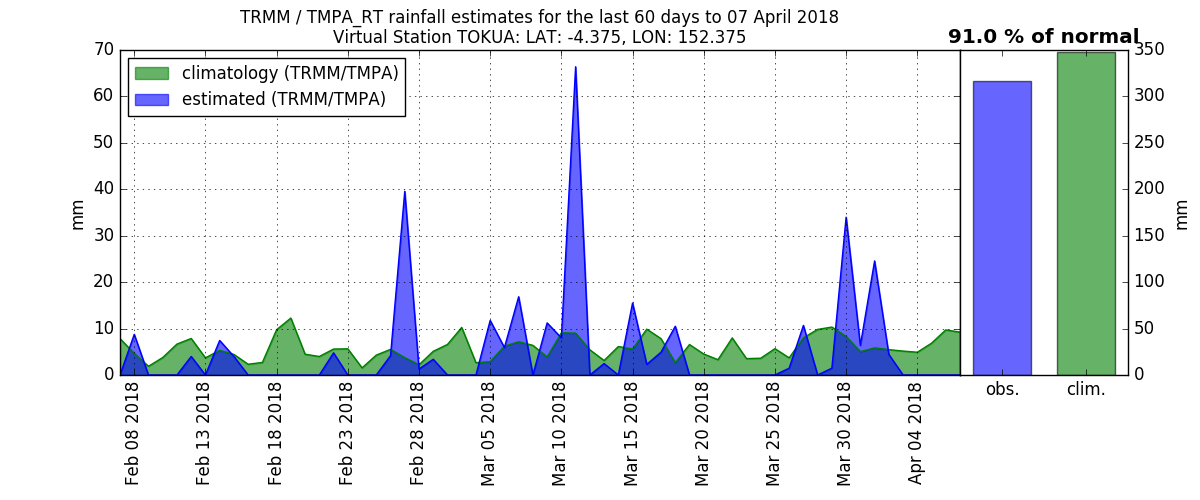 TRMM / TMPA_RT rainfall estimates for the last 60 days to 07 April 2018
Virtual Station TOKUA: LAT: -4.375, LON: 152.375
91.0 % of normal
climatology (TRMM/TMPA)
estimated (TRMM/TMPA)
70
60
50
40
30
20
10
0
mm
350
300
250
200
150
100
50
0
mm
Feb 08 2018
Feb 13 2018
Feb 18 2018
Feb 23 2018
Feb 28 2018
Mar 05 2018
Mar 10 2018
Mar 15 2018
Mar 20 2018
Mar 25 2018
Mar 30 2018
Apr 04 2018
obs.
clim.